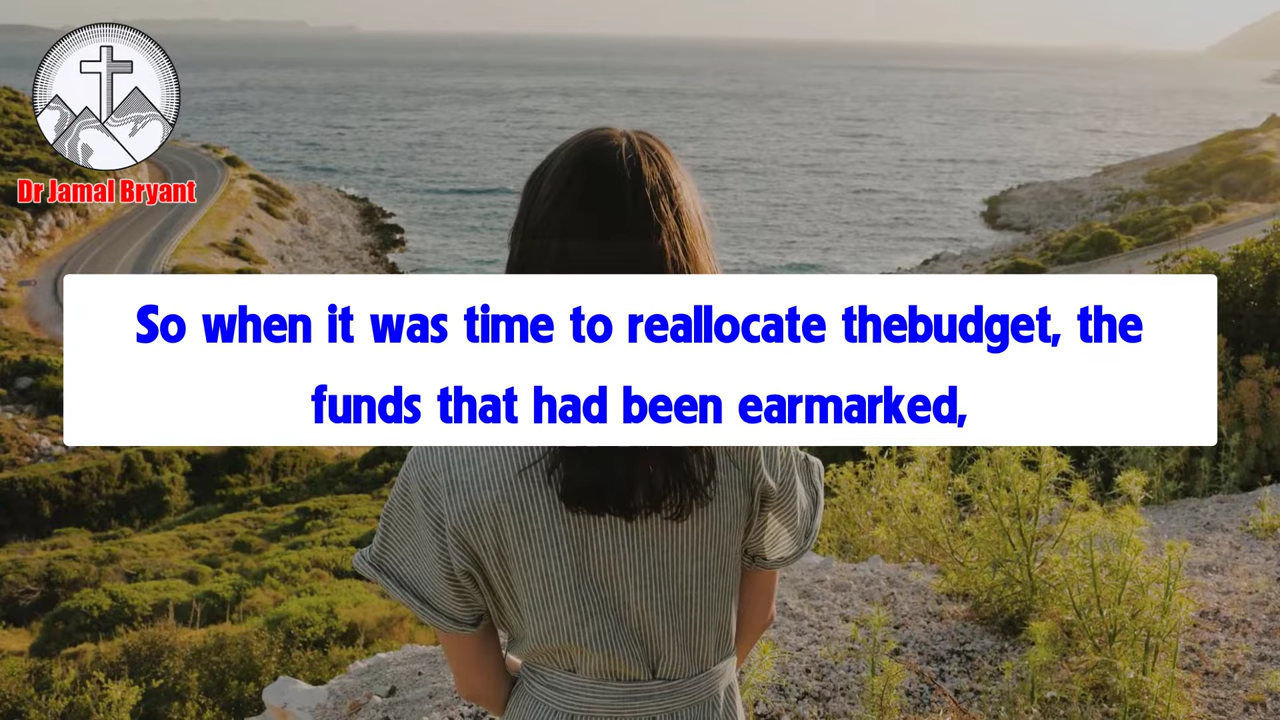 Dr Jamal Bryant
So when it was time to reallocate thebudget, the
funds that had been earmarked,